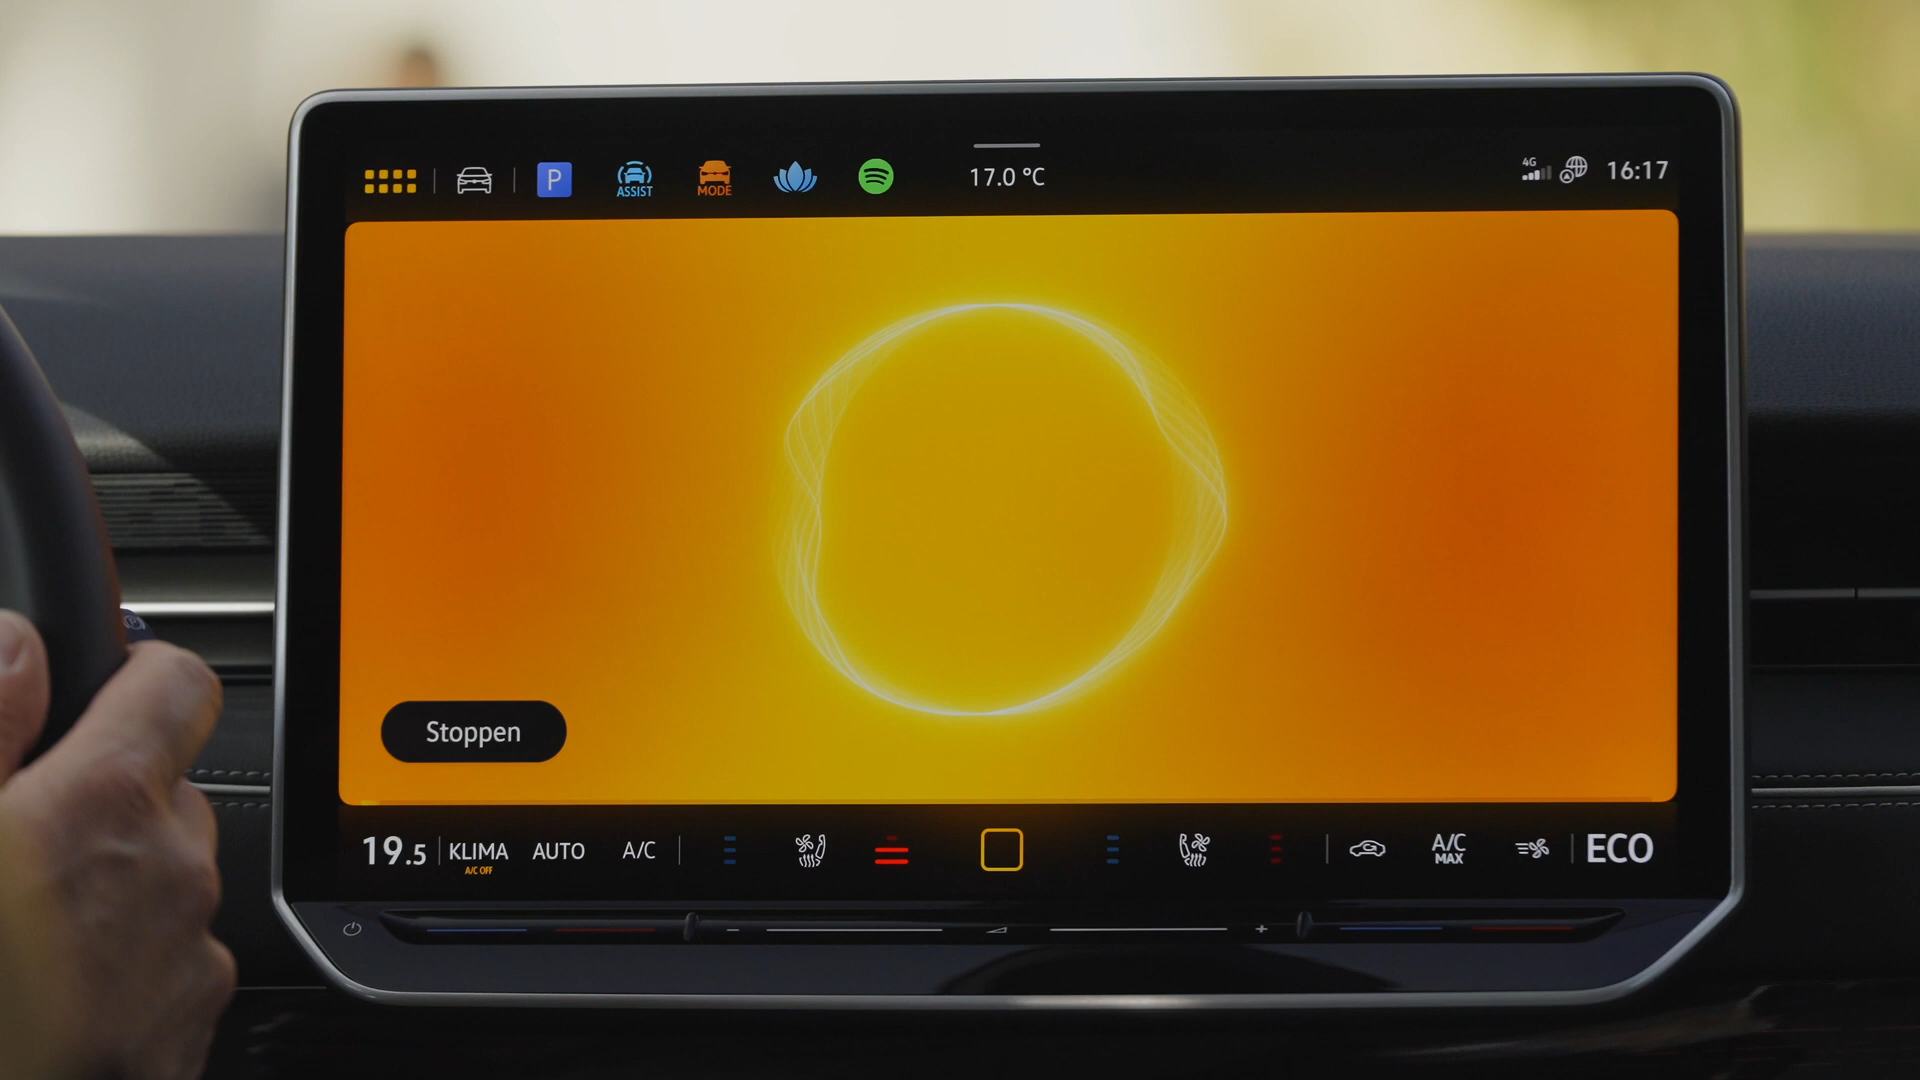 P
ASSIST
MODE
17.0 °C
4G
16:17
Stoppen
19.5
KLIMA
A/C OFF
AUTO
A/C
A/C
MAX
ECO